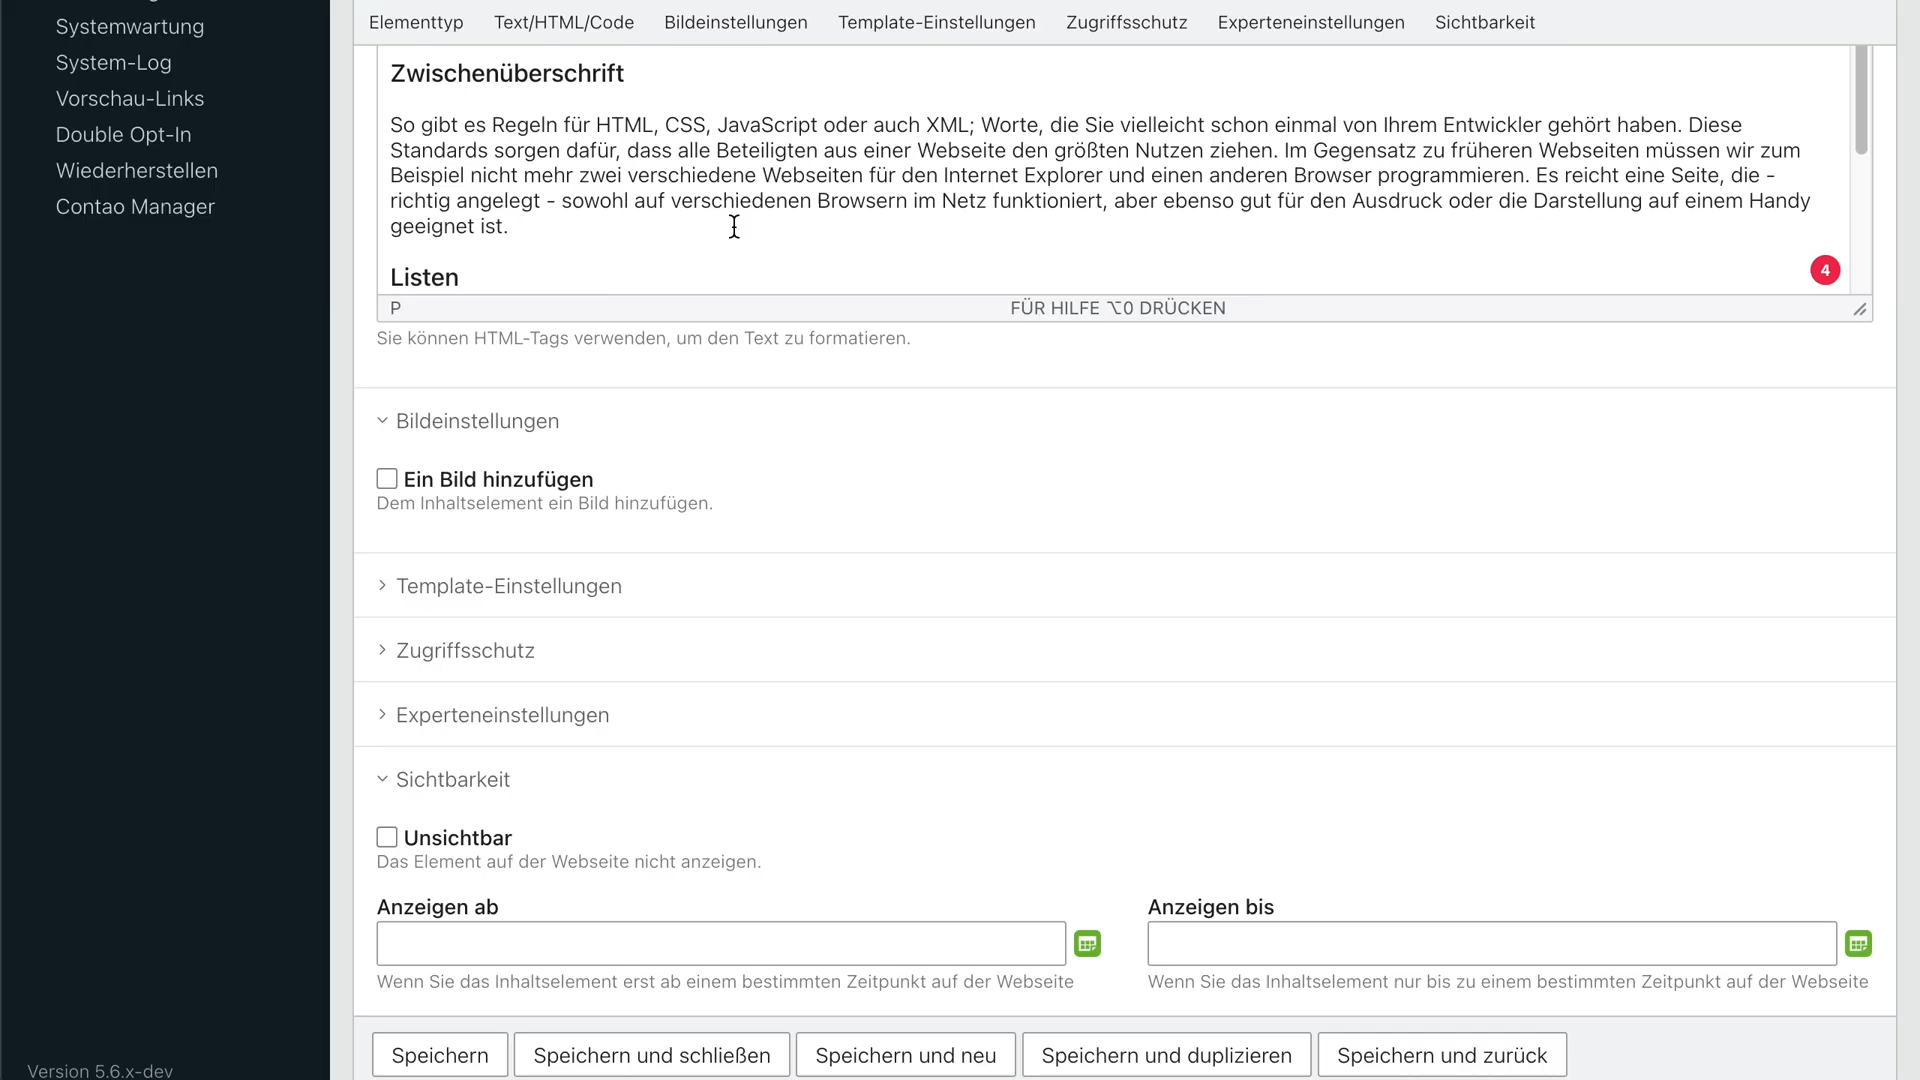 Systemwartung
System-Log
Vorschau-Links
Double Opt-In
Wiederherstellen
Contao Manager
Version 5.6.x-dev
Elementtyp Text/HTML/Code Bildeinstellungen Template-Einstellungen Zugriffsschutz Experteneinstellungen Sichtbarkeit
Zwischenüberschrift
So gibt es Regeln für HTML, CSS, JavaScript oder auch XML; Worte, die Sie vielleicht schon einmal von Ihrem Entwickler gehört haben. Diese
Standards sorgen dafür, dass alle Beteiligten aus einer Webseite den größten Nutzen ziehen. Im Gegensatz zu früheren Webseiten müssen wir zum
Beispiel nicht mehr zwei verschiedene Webseiten für den Internet Explorer und einen anderen Browser programmieren. Es reicht eine Seite, die -
richtig angelegt - sowohl auf verschiedenen Browsern im Netz funktioniert, aber ebenso gut für den Ausdruck oder die Darstellung auf einem Handy
geeignet ist.
Listen
4
P FÜR HILFE ⌥0 DRÜCKEN
Sie können HTML-Tags verwenden, um den Text zu formatieren.
Bildeinstellungen
Ein Bild hinzufügen
Dem Inhaltselement ein Bild hinzufügen.
Template-Einstellungen
Zugriffsschutz
Experteneinstellungen
Sichtbarkeit
Unsichtbar
Das Element auf der Webseite nicht anzeigen.
Anzeigen ab Anzeigen bis
Wenn Sie das Inhaltselement erst ab einem bestimmten Zeitpunkt auf der Webseite Wenn Sie das Inhaltselement nur bis zu einem bestimmten Zeitpunkt auf der Webseite
Speichern Speichern und schließen Speichern und neu Speichern und duplizieren Speichern und zurück